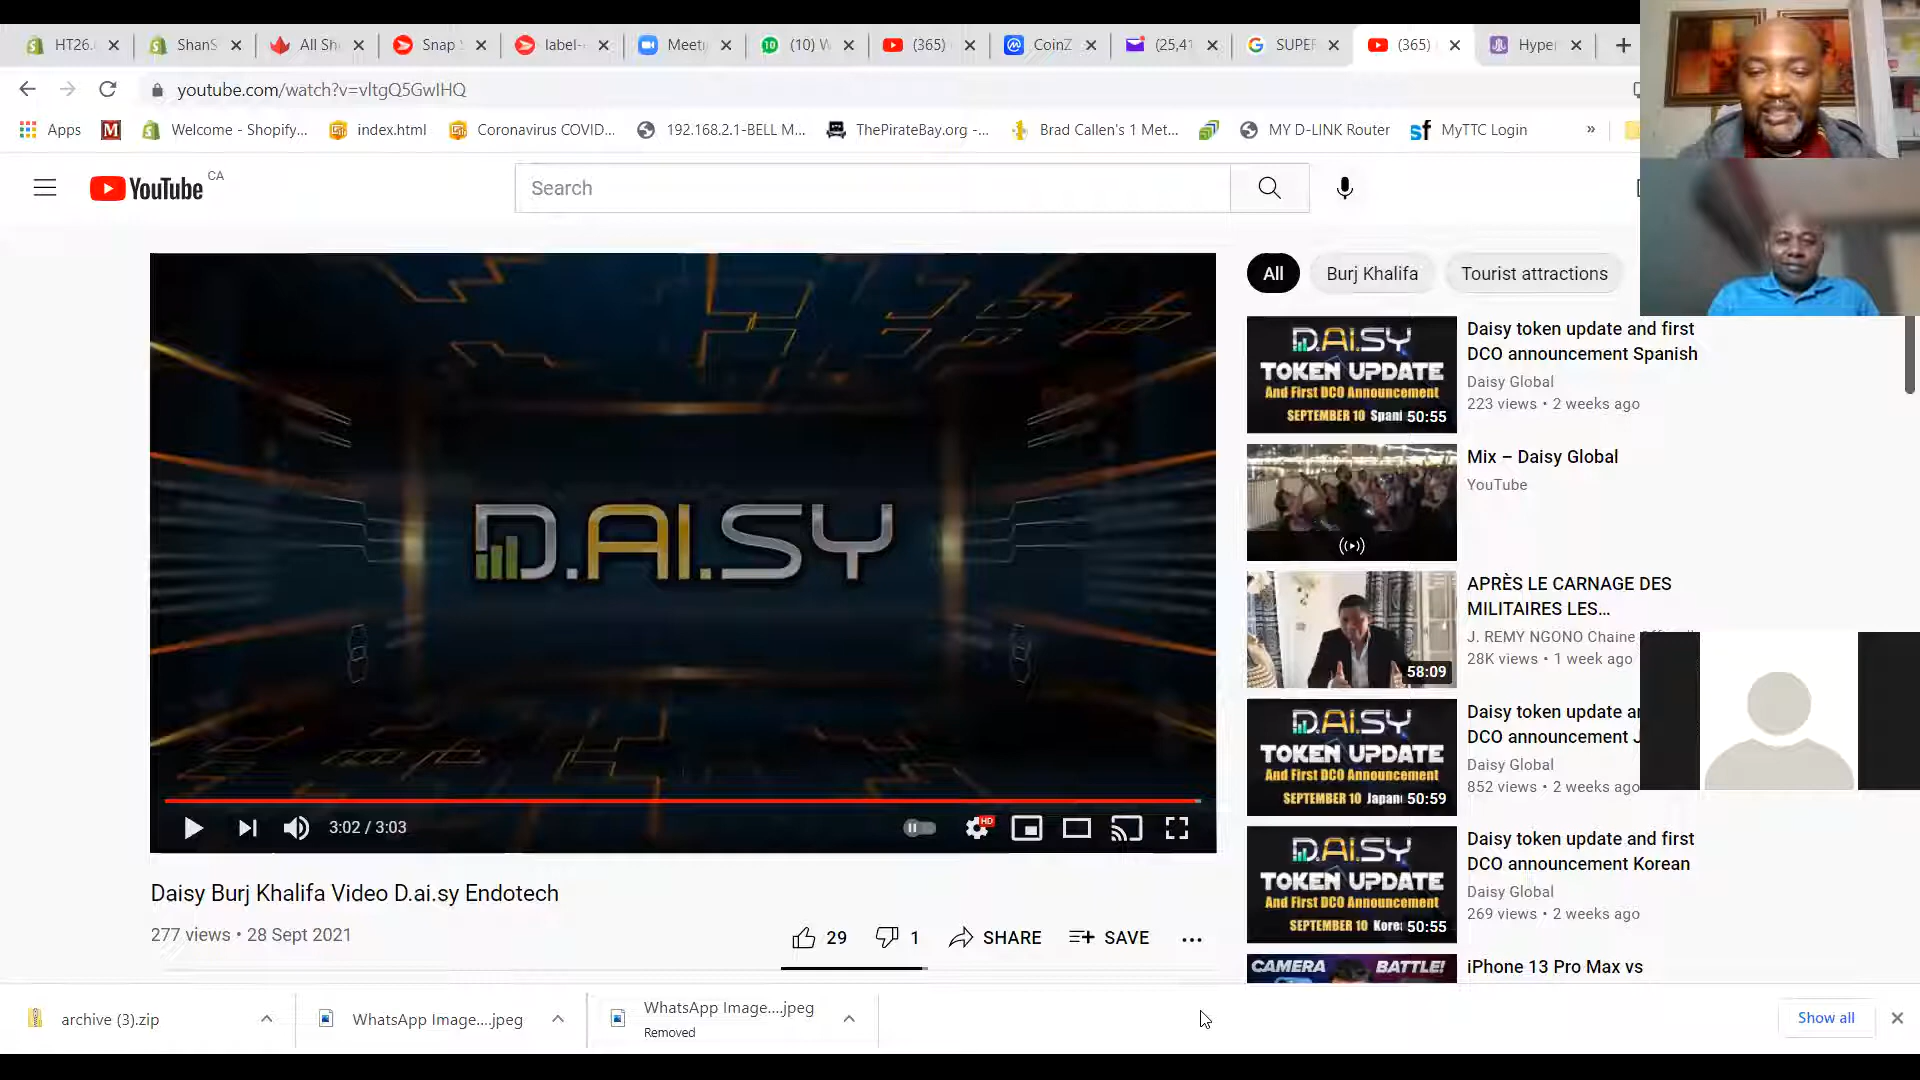 HT26.
ShanS
All Sh
Snap
label-
Meeti
(10) W
(365)
CoinZ
(25,41
SUPER
(365)
Hyper
youtube.com/watch?v=vltgQ5GwIHQ
Apps
Welcome - Shopify...
index.html
Coronavirus COVID...
192.168.2.1-BELL M...
ThePirateBay.org -...
Brad Callen's 1 Met...
MY D-LINK Router
MyTTC Login
»
YouTube CA
Search
D.AI.SY
3:02 / 3:03
HD
Daisy Burj Khalifa Video D.ai.sy Endotech
277 views • 28 Sept 2021
29
1
SHARE
SAVE
All
Burj Khalifa
Tourist attractions
D.AI.SY
TOKEN UPDATE
And First DCO Announcement
SEPTEMBER 10 Spani 50:55
Daisy token update and first
DCO announcement Spanish
Daisy Global
223 views • 2 weeks ago
Mix – Daisy Global
YouTube
58:09
APRÈS LE CARNAGE DES
MILITAIRES LES...
J. REMY NGONO Chaine
28K views • 1 week ago
D.AI.SY
TOKEN UPDATE
And First DCO Announcement
SEPTEMBER 10 Japan 50:59
Daisy token update a
DCO announcement J
Daisy Global
852 views • 2 weeks ago
D.AI.SY
TOKEN UPDATE
And First DCO Announcement
SEPTEMBER 10 Kore 50:55
Daisy token update and first
DCO announcement Korean
Daisy Global
269 views • 2 weeks ago
CAMERA BATTLE!
iPhone 13 Pro Max vs
archive (3).zip
WhatsApp Image....jpeg
WhatsApp Image....jpeg
Removed
Show all